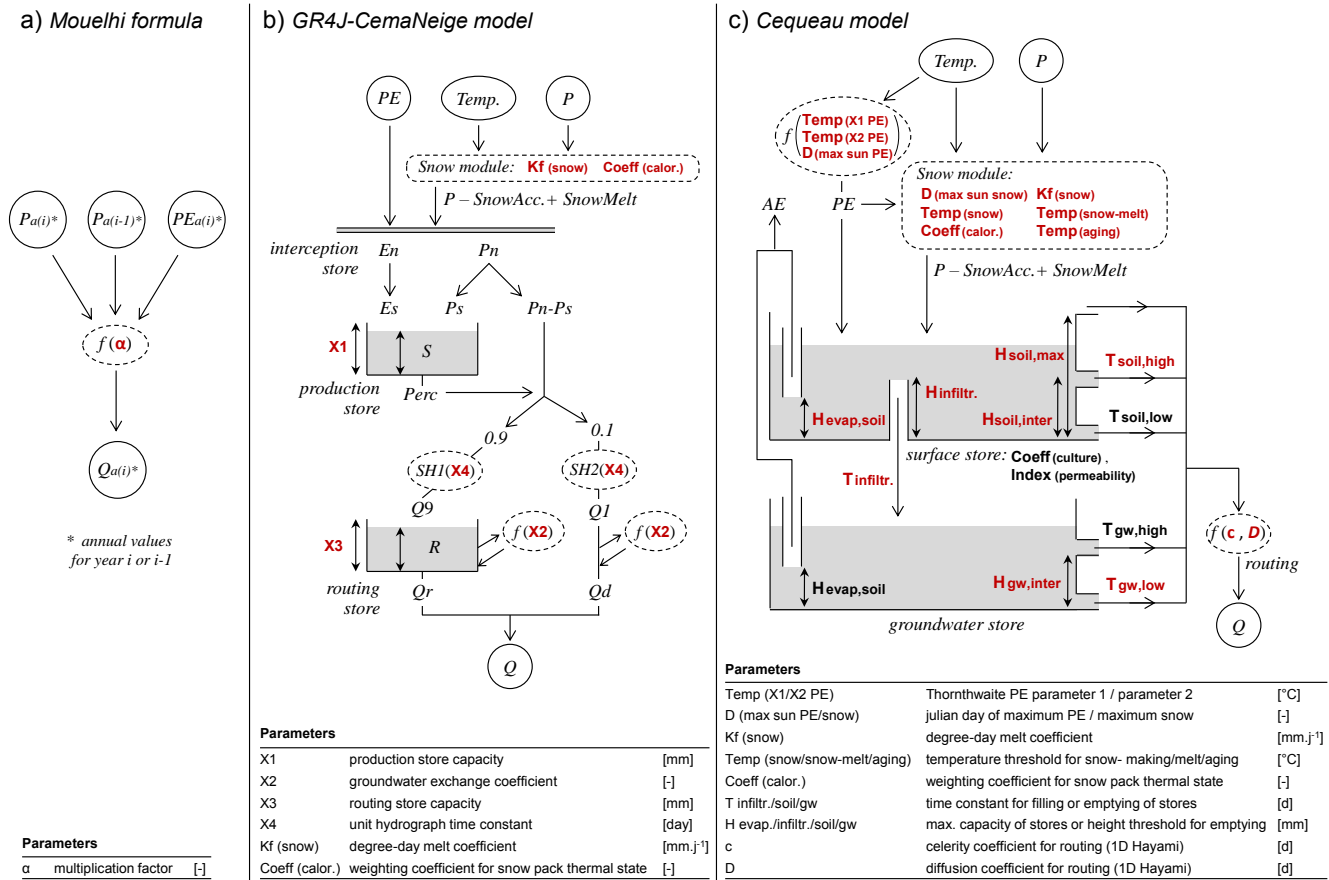 a) Mouelhi formula
Pa(i)*
Pa(i-1)*
PEa(i)*
f (α)
Qa(i)*
* annual values
for year i or i-1
Parameters
α multiplication factor [-]
b) GR4J-CemaNeige model
PE
Temp.
P
Snow module: Kf (snow) Coeff (calor.)
P – SnowAcc.+ SnowMelt
interception
store
En
Pn
Es
Ps
Pn-Ps
X1
S
production
store
Perc
0.9
0.1
SH1(X4)
SH2(X4)
Q9
Q1
X3
R
f (X2)
f (X2)
routing
store
Qr
Qd
Q
Parameters
X1 production store capacity [mm]
X2 groundwater exchange coefficient [-]
X3 routing store capacity [mm]
X4 unit hydrograph time constant [day]
Kf (snow) degree-day melt coefficient [mm.j-1]
Coeff (calor.) weighting coefficient for snow pack thermal state [-]
c) Cequeau model
Temp.
P
f
Temp (X1 PE)
Temp (X2 PE)
D (max sun PE)
Snow module:
D (max sun snow) Kf (snow)
Temp (snow) Temp (snow-melt)
Coeff (calor.) Temp (aging)
AE
PE
P – SnowAcc.+ SnowMelt
H soil,max
T soil,high
H infiltr.
H evap,soil
Hsoil,inter
T soil,low
surface store: Coeff (culture) ,
Index (permeability)
T infiltr.
T gw,high
f ( c , D )
routing
H evap,soil
H gw,inter
T gw,low
groundwater store
Q
Parameters
Temp (X1/X2 PE) Thornthwaite PE parameter 1 / parameter 2 [°C]
D (max sun PE/snow) julian day of maximum PE / maximum snow [-]
Kf (snow) degree-day melt coefficient [mm.j-1]
Temp (snow/snow-melt/aging) temperature threshold for snow- making/melt/aging [°C]
Coeff (calor.) weighting coefficient for snow pack thermal state [-]
T infiltr./soil/gw time constant for filling or emptying of stores [d]
H evap./infiltr./soil/gw max. capacity of stores or height threshold for emptying [mm]
c celerity coefficient for routing (1D Hayami) [d]
D diffusion coefficient for routing (1D Hayami) [d]